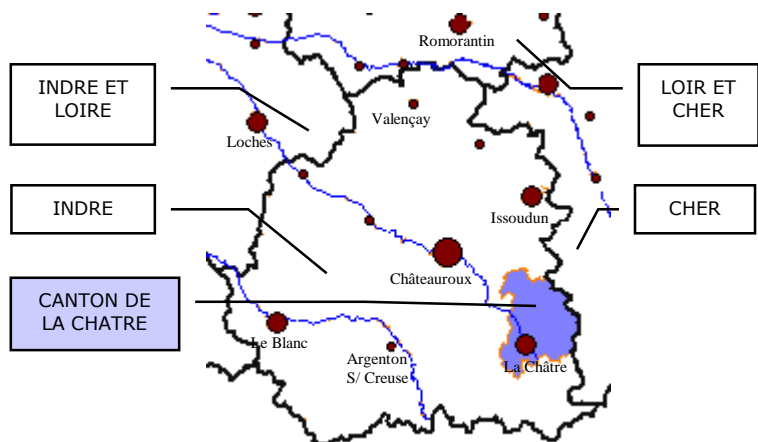 Romorantin
INDRE ET
LOIRE
LOIR ET
CHER
Valençay
Loches
INDRE
Issoudun
CHER
Châteauroux
CANTON DE
LA CHATRE
Le Blanc
Argenton
S/ Creuse
La Châtre